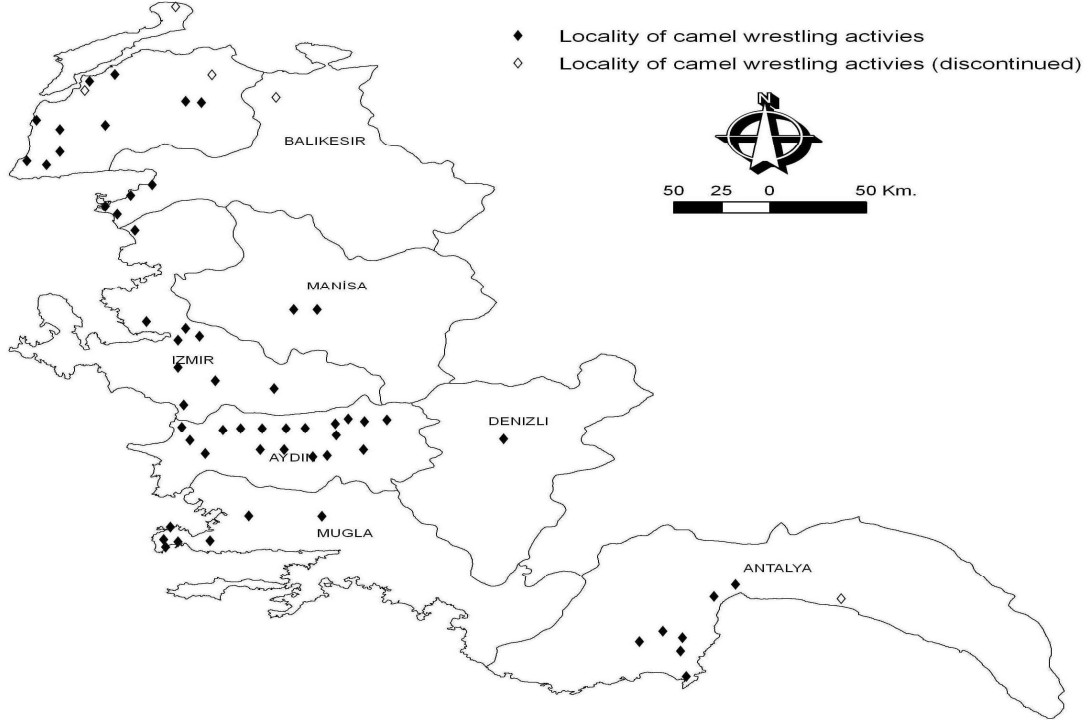 Locality of camel wrestling activies
Locality of camel wrestling activies (discontinued)
N
50 25 0 50 Km.
BALIKESIR
MANİSA
IZMIR
DENIZLI
AYDIN
MUGLA
ANTALYA